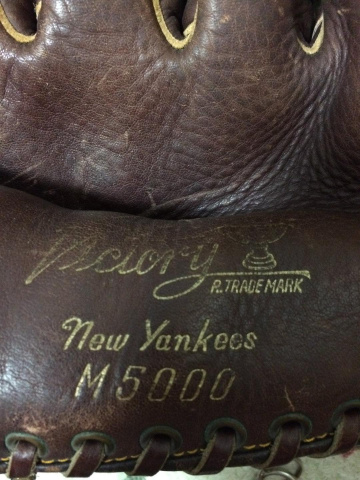 Victory
R. TRADE MARK
New Yankees
M5000